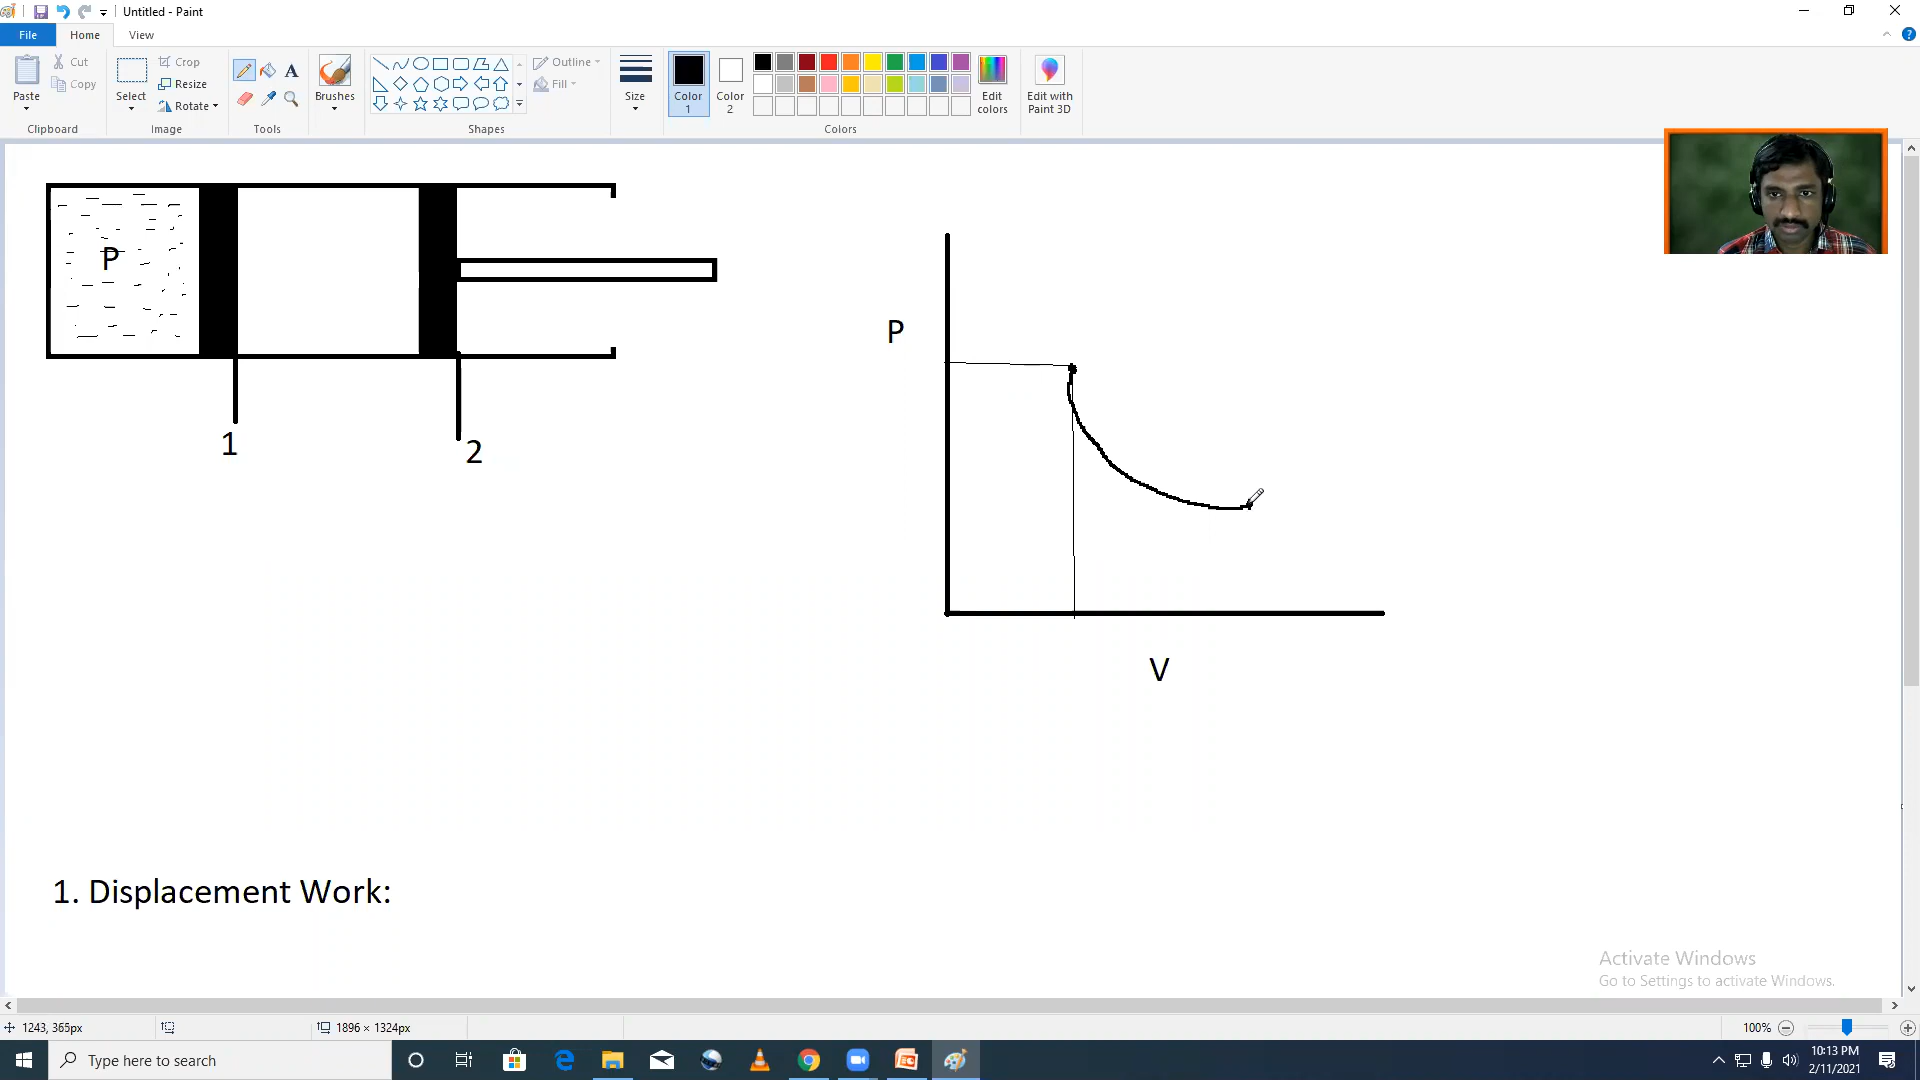 Untitled - Paint
File Home View
Cut
Copy
Paste
Clipboard
Crop
Resize
Rotate
Select
Image
Tools
Brushes
Outline
Fill
Shapes
Size
Color 1
Color 2
Edit colors
Colors
Edit with Paint 3D
P
1
2
P
V
1. Displacement Work:
Activate Windows
Go to Settings to activate Windows.
1243, 365px
1896 × 1324px
100%
Type here to search
10:13 PM
2/11/2021